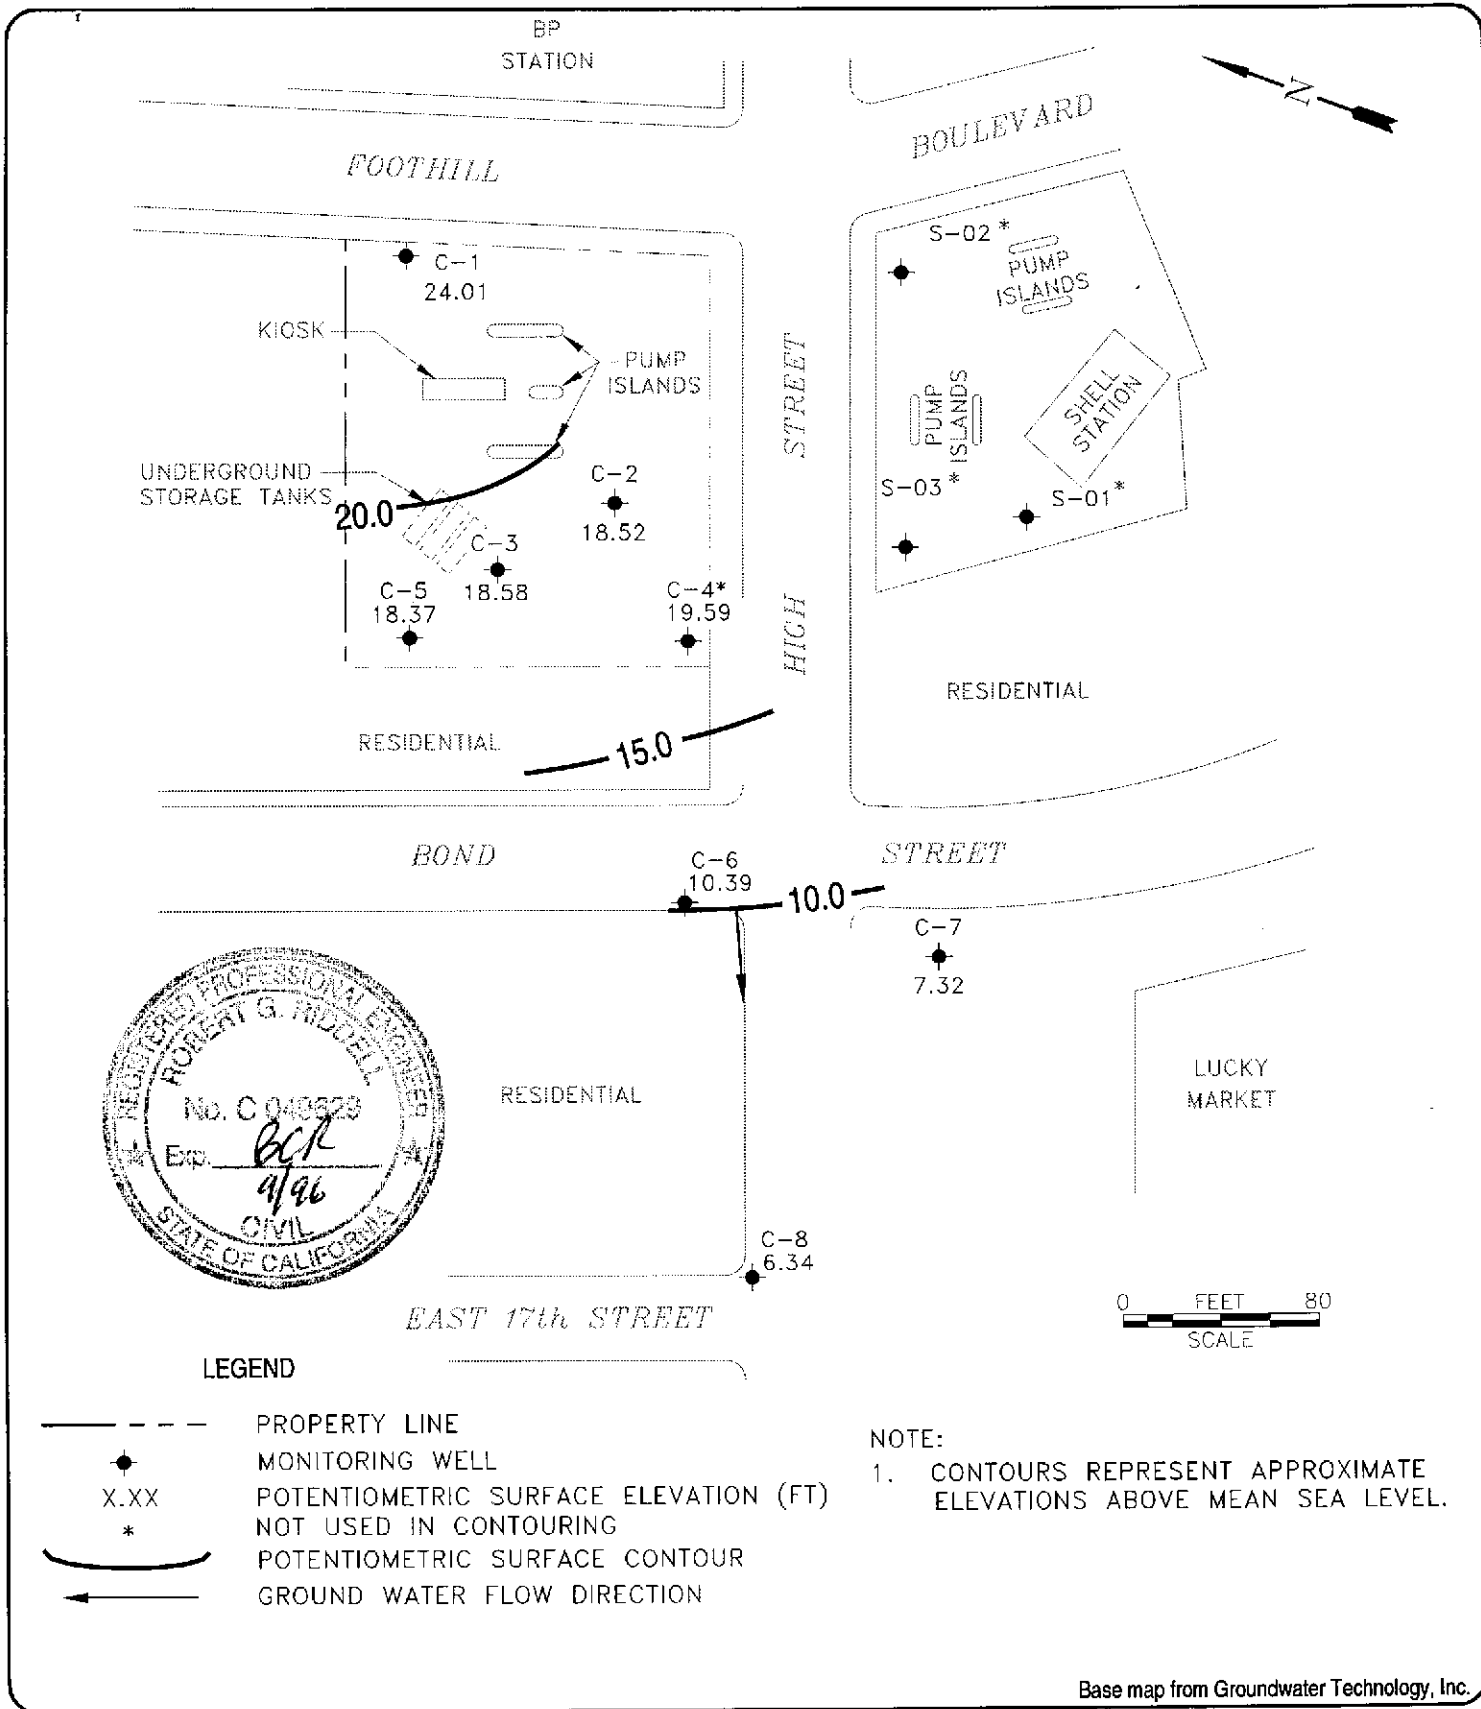 BP
STATION
N
FOOTHILL
BOULEVARD
C-1
24.01
S-02*
PUMP
ISLANDS
KIOSK
PUMP
ISLANDS
STREET
PUMP
ISLANDS
SHELL
STATION
UNDERGROUND
STORAGE TANKS
20.0
C-2
18.52
S-03*
S-01*
C-3
18.58
C-5
18.37
C-4*
19.59
HIGH
RESIDENTIAL
RESIDENTIAL
15.0
BOND
STREET
C-6
10.39
10.0
C-7
7.32
REGISTERED PROFESSIONAL ENGINEER
ROBERT G. RIDDELL
No. C 049629
Exp. BCR
9/96
CIVIL
STATE OF CALIFORNIA
RESIDENTIAL
LUCKY
MARKET
C-8
6.34
EAST 17th STREET
0 FEET 80
SCALE
LEGEND
PROPERTY LINE
MONITORING WELL
X.XX POTENTIOMETRIC SURFACE ELEVATION (FT)
* NOT USED IN CONTOURING
POTENTIOMETRIC SURFACE CONTOUR
GROUND WATER FLOW DIRECTION
NOTE:
1. CONTOURS REPRESENT APPROXIMATE
ELEVATIONS ABOVE MEAN SEA LEVEL.
Base map from Groundwater Technology, Inc.